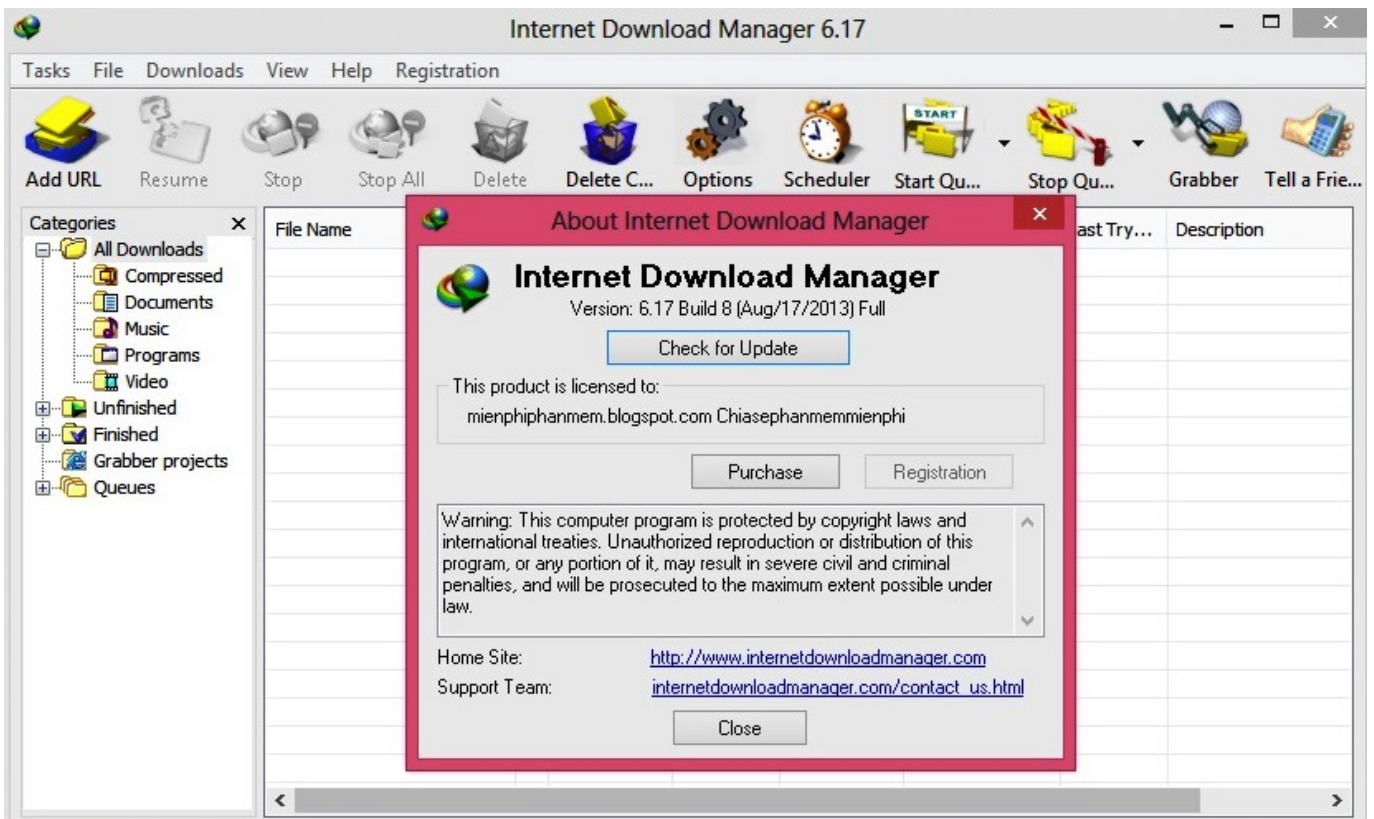 Internet Download Manager 6.17
Tasks File Downloads View Help Registration
START
Add URL Resume Stop Stop All Delete Delete C... Options Scheduler Start Qu... Stop Qu... Grabber Tell a Frie...
Categories
All Downloads
Compressed
Documents
Music
Programs
Video
Unfinished
Finished
Grabber projects
Queues
File Name ast Try... Description
About Internet Download Manager
Internet Download Manager
Version: 6.17 Build 8 (Aug/17/2013) Full
Check for Update
This product is licensed to:
mienphiphanmem.blogspot.com Chiasephanmemmienphi
Purchase Registration
Warning: This computer program is protected by copyright laws and
international treaties. Unauthorized reproduction or distribution of this
program, or any portion of it, may result in severe civil and criminal
penalties, and will be prosecuted to the maximum extent possible under
law.
Home Site: http://www.internetdownloadmanager.com
Support Team: internetdownloadmanager.com/contact_us.html
Close